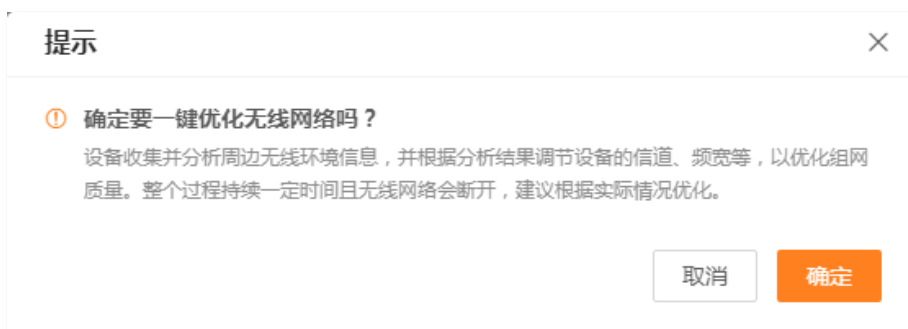 提示
确定要一键优化无线网络吗？
设备收集并分析周边无线环境信息，并根据分析结果调节设备的信道、频宽等，以优化组网
质量。整个过程持续一定时间且无线网络会断开，建议根据实际情况优化。
取消
确定